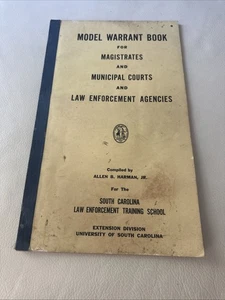 MODEL WARRANT BOOK
FOR
MAGISTRATES
AND
MUNICIPAL COURTS
AND
LAW ENFORCEMENT AGENCIES
Compiled by
ALLEN B. HARMAN, JR.
For The
SOUTH CAROLINA
LAW ENFORCEMENT TRAINING SCHOOL
EXTENSION DIVISION
UNIVERSITY OF SOUTH CAROLINA